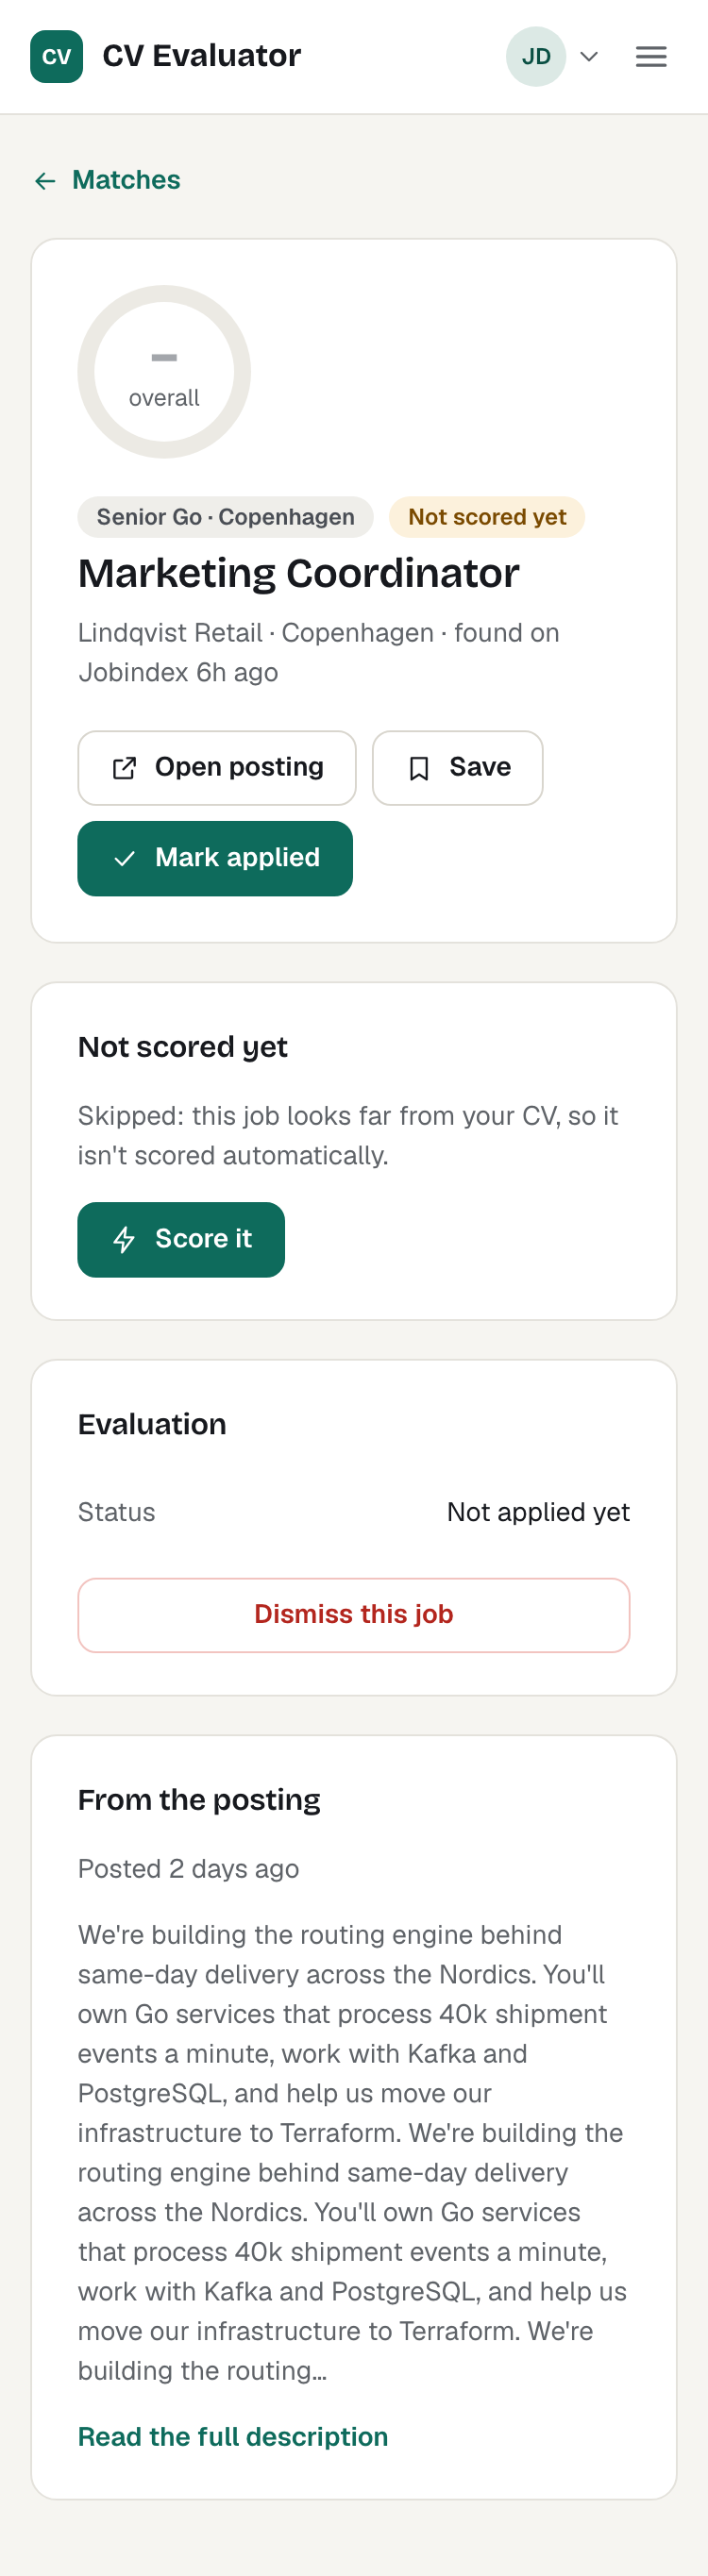 CV
CV Evaluator
JD
Matches
–
overall
Senior Go · Copenhagen
Not scored yet
Marketing Coordinator
Lindqvist Retail · Copenhagen · found on
Jobindex 6h ago
Open posting
Save
Mark applied
Not scored yet
Skipped: this job looks far from your CV, so it
isn't scored automatically.
Score it
Evaluation
Status
Not applied yet
Dismiss this job
From the posting
Posted 2 days ago
We're building the routing engine behind
same-day delivery across the Nordics. You'll
own Go services that process 40k shipment
events a minute, work with Kafka and
PostgreSQL, and help us move our
infrastructure to Terraform. We're building the
routing engine behind same-day delivery
across the Nordics. You'll own Go services
that process 40k shipment events a minute,
work with Kafka and PostgreSQL, and help us
move our infrastructure to Terraform. We're
building the routing…
Read the full description